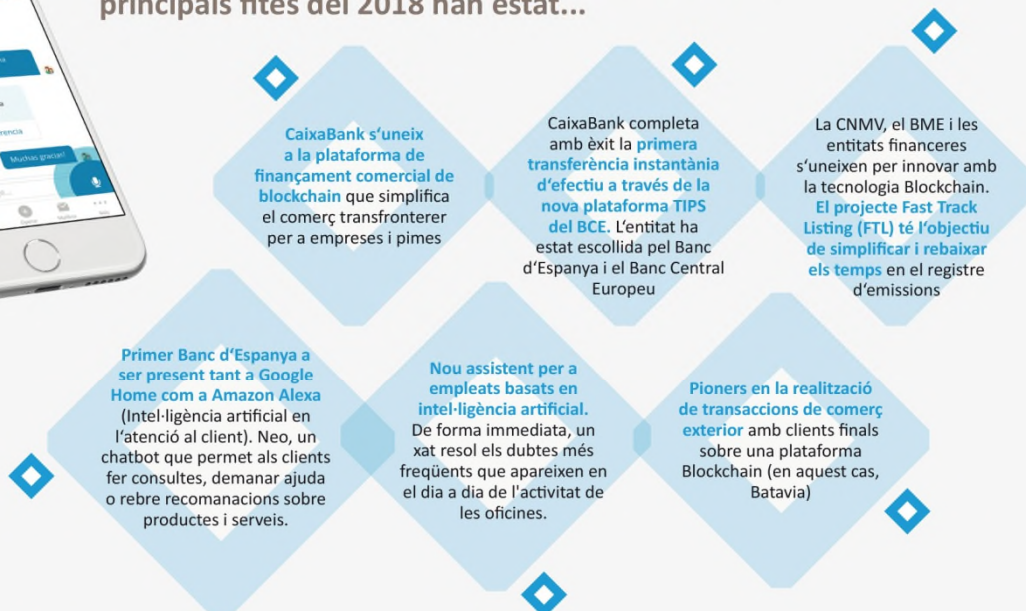 principals fites del 2018 han estat...
Muchas gracias!
CaixaBank s'uneix
a la plataforma de
finançament comercial de
blockchain que simplifica
el comerç transfronterer
per a empreses i pimes
CaixaBank completa
amb èxit la primera
transferència instantània
d'efectiu a través de la
nova plataforma TIPS
del BCE. L'entitat ha
estat escollida pel Banc
d'Espanya i el Banc Central
Europeu
La CNMV, el BME i les
entitats financeres
s'uneixen per innovar amb
la tecnologia Blockchain.
El projecte Fast Track
Listing (FTL) té l'objectiu
de simplificar i rebaixar
els temps en el registre
d'emissions
Primer Banc d'Espanya a
ser present tant a Google
Home com a Amazon Alexa
(Intel·ligència artificial en
l'atenció al client). Neo, un
chatbot que permet als clients
fer consultes, demanar ajuda
o rebre recomanacions sobre
productes i serveis.
Nou assistent per a
empleats basats en
intel·ligència artificial.
De forma immediata, un
xat resol els dubtes més
freqüents que apareixen en
el dia a dia de l'activitat de
les oficines.
Pioners en la realització
de transaccions de comerç
exterior amb clients finals
sobre una plataforma
Blockchain (en aquest cas,
Batavia)